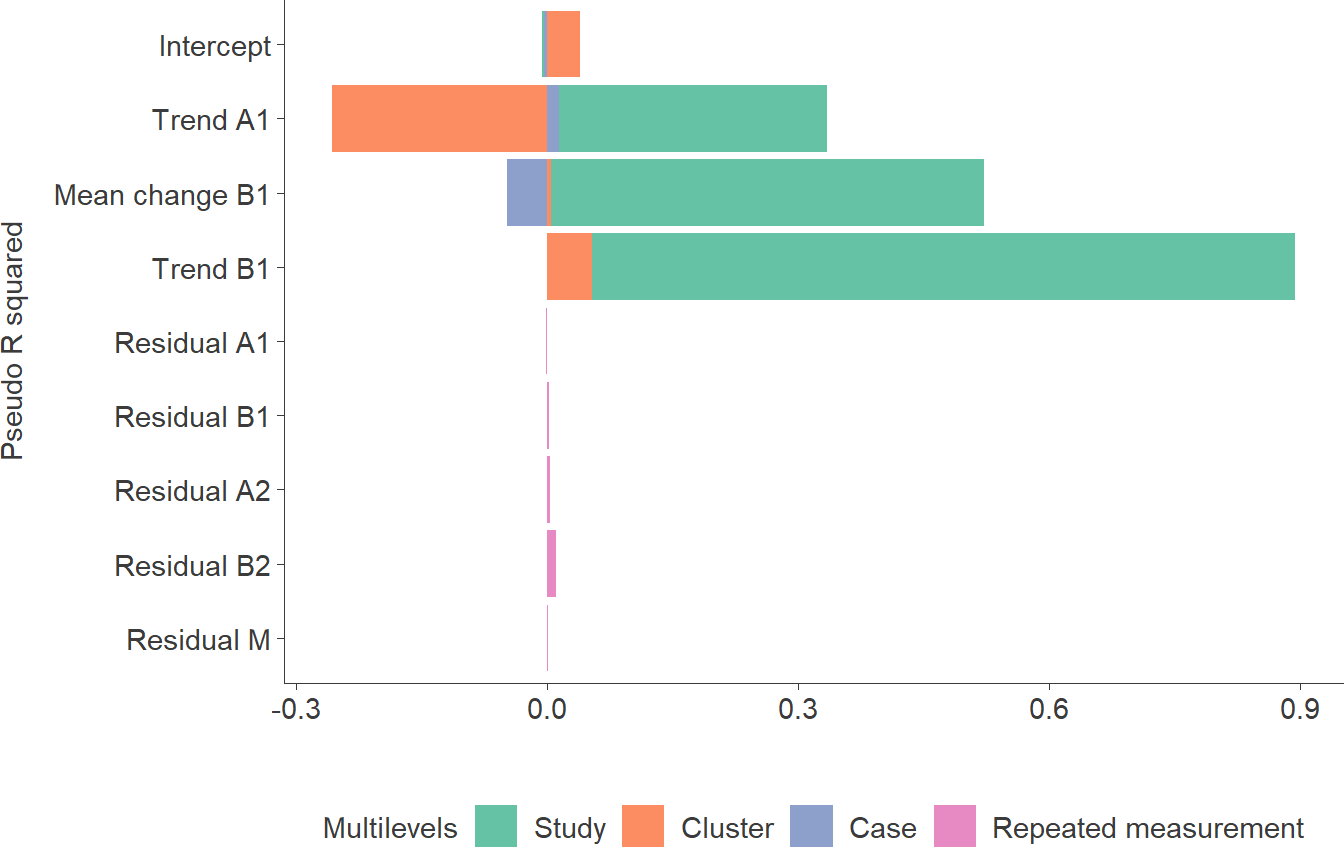 Pseudo R squared
Intercept
Trend A1
Mean change B1
Trend B1
Residual A1
Residual B1
Residual A2
Residual B2
Residual M
-0.3 0.0 0.3 0.6 0.9
Multilevels Study Cluster Case Repeated measurement